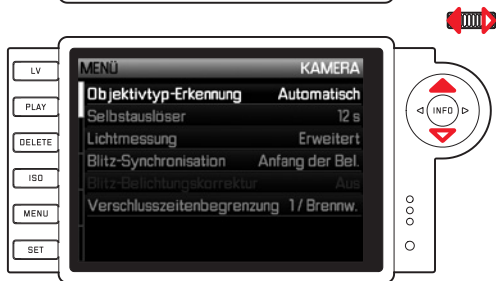 LV
PLAY
DELETE
ISO
MENU
SET
MENÜ KAMERA
Objektivtyp-Erkennung Automatisch
Selbstauslöser 12 s
Lichtmessung Erweitert
Blitz-Synchronisation Anfang der Bel.
Blitz-Belichtungskorrektur Aus
Verschlusszeitenbegrenzung 1/ Brennw.
INFO